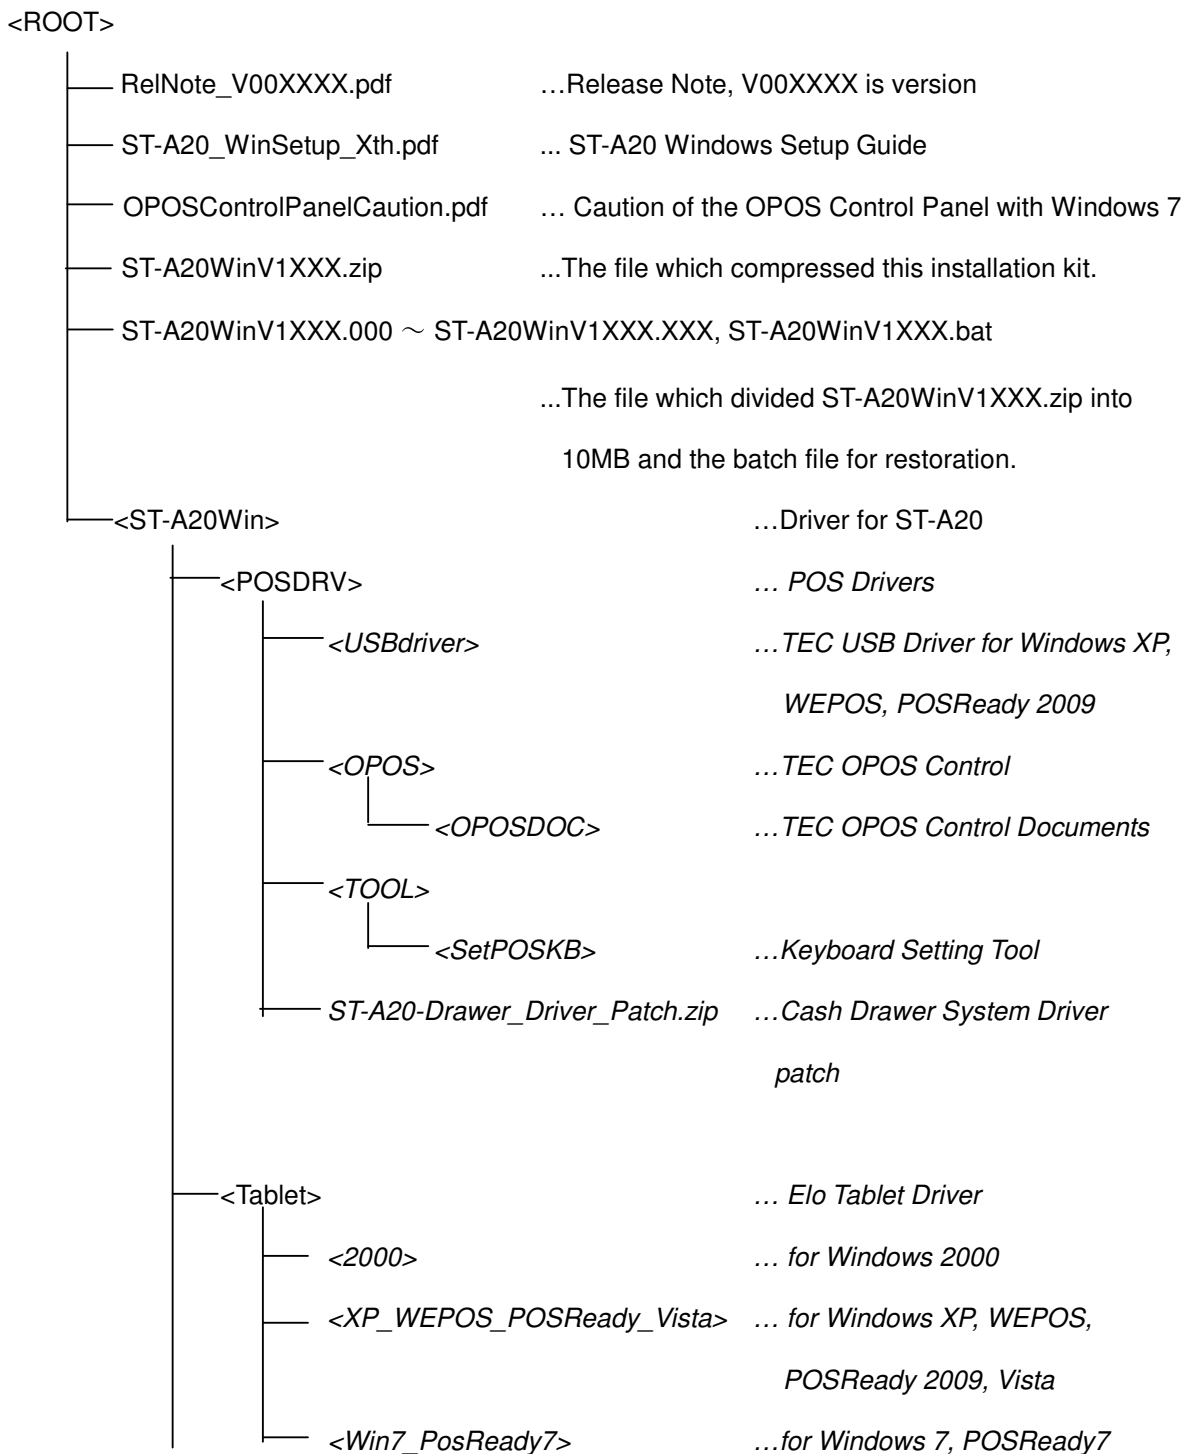 <ROOT>
RelNote_V00XXXX.pdf …Release Note, V00XXXX is version
ST-A20_WinSetup_Xth.pdf ... ST-A20 Windows Setup Guide
OPOSControlPanelCaution.pdf … Caution of the OPOS Control Panel with Windows 7
ST-A20WinV1XXX.zip ...The file which compressed this installation kit.
ST-A20WinV1XXX.000 ～ ST-A20WinV1XXX.XXX, ST-A20WinV1XXX.bat
...The file which divided ST-A20WinV1XXX.zip into
10MB and the batch file for restoration.
<ST-A20Win> …Driver for ST-A20
<POSDRV> … POS Drivers
<USBdriver> …TEC USB Driver for Windows XP,
WEPOS, POSReady 2009
<OPOS> …TEC OPOS Control
<OPOSDOC> …TEC OPOS Control Documents
<TOOL>
<SetPOSKB> …Keyboard Setting Tool
ST-A20-Drawer_Driver_Patch.zip …Cash Drawer System Driver
patch
<Tablet> … Elo Tablet Driver
<2000> … for Windows 2000
<XP_WEPOS_POSReady_Vista> … for Windows XP, WEPOS,
POSReady 2009, Vista
<Win7_PosReady7> …for Windows 7, POSReady7